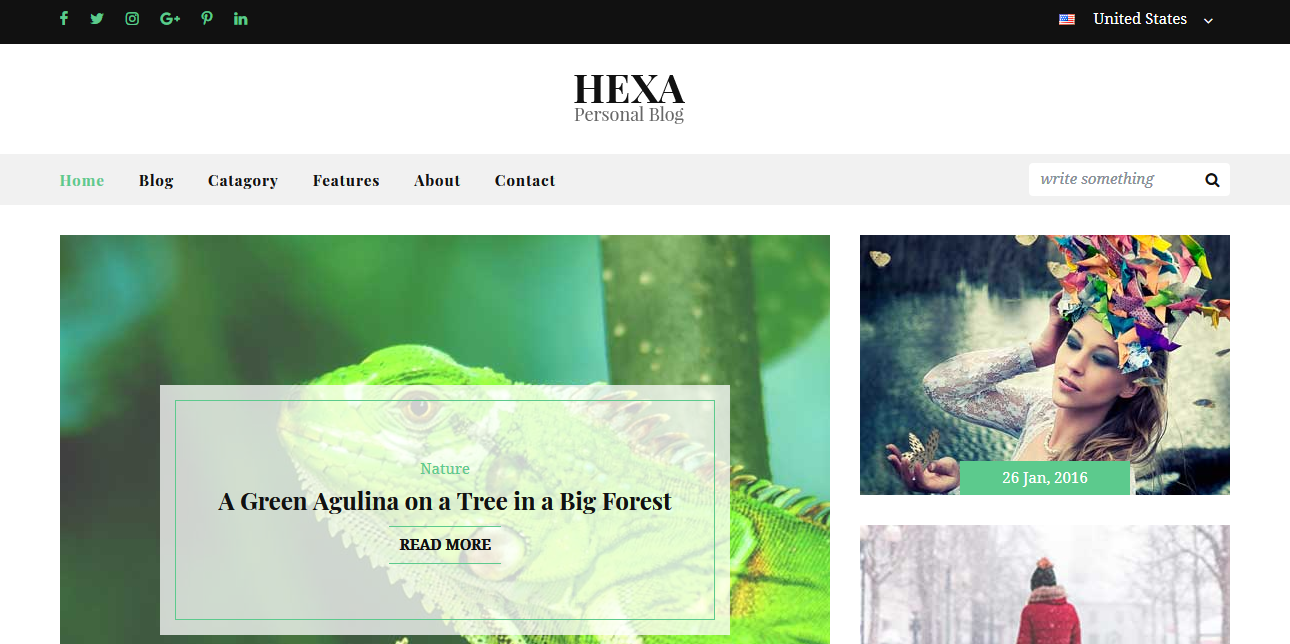 United States
HEXA
Personal Blog
Home Blog Catagory Features About Contact
write something
Nature
A Green Agulina on a Tree in a Big Forest
READ MORE
26 Jan, 2016